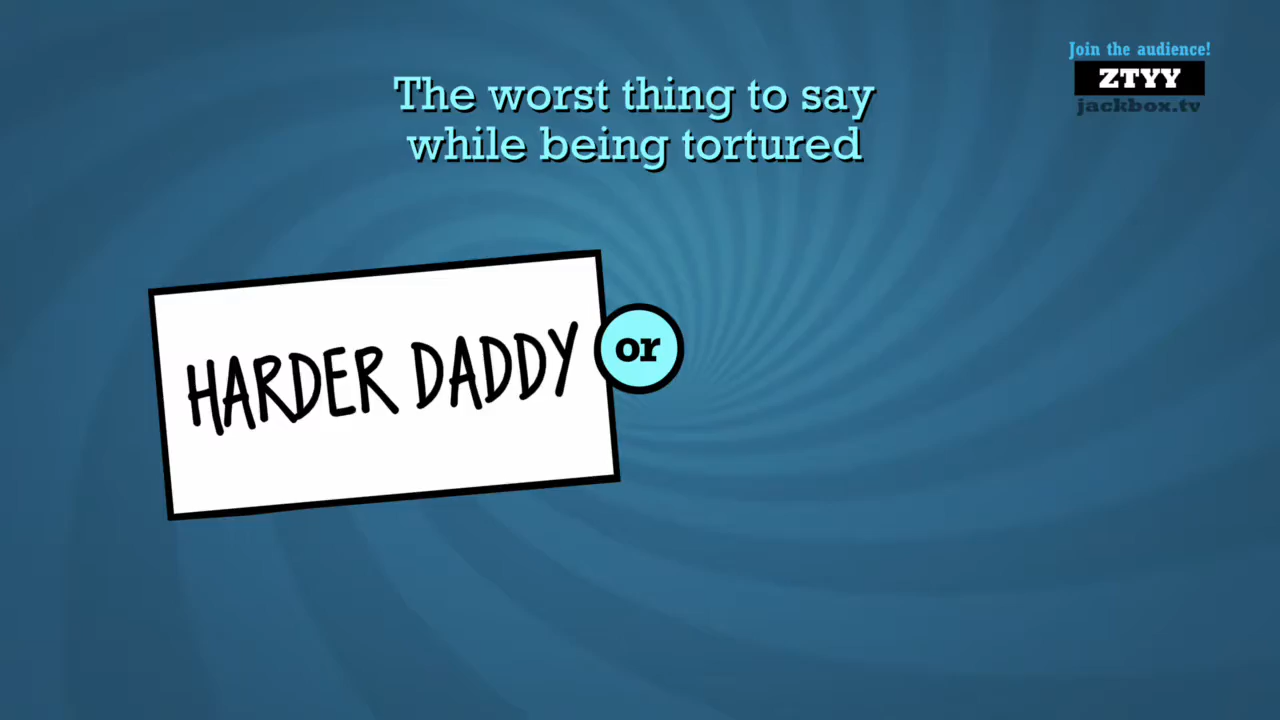 Join the audience!
ZTYY
jackbox.tv
The worst thing to say
while being tortured
HARDER DADDY
or